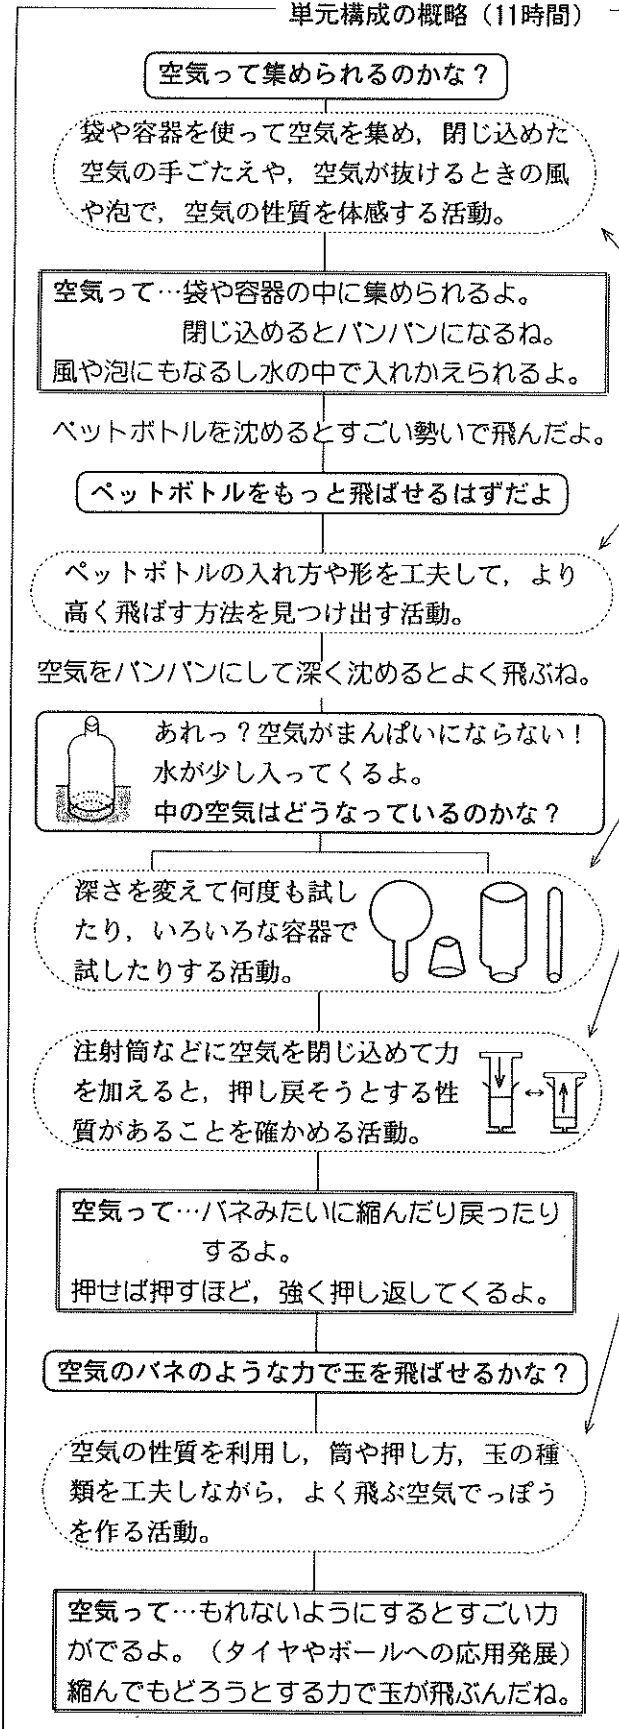 単元構成の概略（11時間）
空気って集められるのかな？
袋や容器を使って空気を集め，閉じ込めた
空気の手ごたえや，空気が抜けるときの風
や泡で，空気の性質を体感する活動。
空気って…袋や容器の中に集められるよ。
閉じ込めるとパンパンになるね。
風や泡にもなるし水の中で入れかえられるよ。
ペットボトルを沈めるとすごい勢いで飛んだよ。
ペットボトルをもっと飛ばせるはずだよ
ペットボトルの入れ方や形を工夫して，より
高く飛ばす方法を見つけ出す活動。
空気をパンパンにして深く沈めるとよく飛ぶね。
あれっ？空気がまんぱいにならない！
水が少し入ってくるよ。
中の空気はどうなっているのかな？
深さを変えて何度も試し
たり，いろいろな容器で
試したりする活動。
注射筒などに空気を閉じ込めて力
を加えると，押し戻そうとする性
質があることを確かめる活動。
空気って…バネみたいに縮んだり戻ったり
するよ。
押せば押すほど，強く押し返してくるよ。
空気のバネのような力で玉を飛ばせるかな？
空気の性質を利用し，筒や押し方，玉の種
類を工夫しながら，よく飛ぶ空気でっぽう
を作る活動。
空気って…もれないようにするとすごい力
がでるよ。（タイヤやボールへの応用発展）
縮んでもどろうとする力で玉が飛ぶんだね。